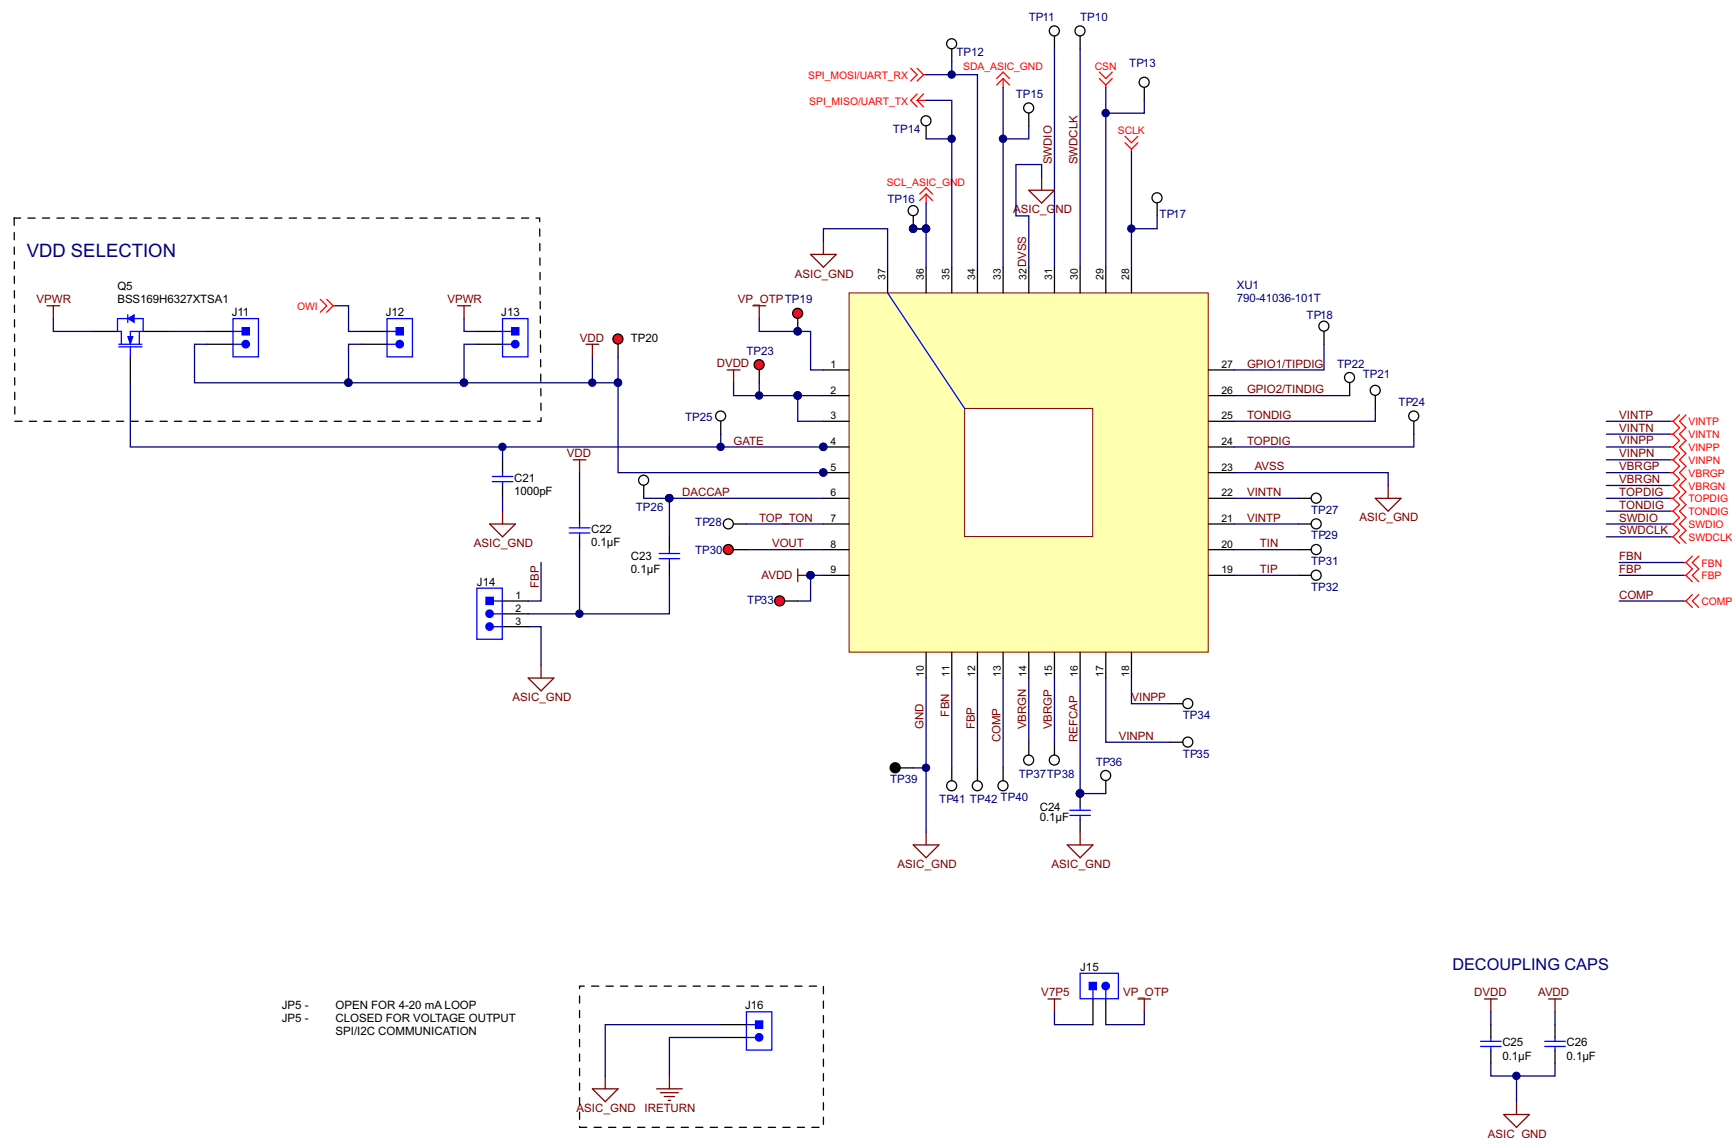 TP11
TP10
TP12
SPI_MOSI/UART_RX
SDA_ASIC_GND
CSN
TP13
SPI_MISO/UART_TX
TP15
TP14
SWDIO
SWDCLK
SCLK
SCL_ASIC_GND
TP16
ASIC_GND
TP17
DVSS
ASIC_GND
37
36
35
34
33
32
31
30
29
28
VDD SELECTION
Q5
BSS169H6327XTSA1
VPWR
OWI
VPWR
J11
J12
J13
VDD
TP20
VP_OTP
TP19
XU1
790-41036-101T
TP18
DVDD
TP23
TP25
GATE
VDD
C21
1000pF
ASIC_GND
C22
0.1µF
C23
0.1µF
TP26
DACCAP
TP28
TOP_TON
TP30
VOUT
AVDD
TP33
1
2
3
4
5
6
7
8
9
27
GPIO1/TIPDIG
TP22
26
GPIO2/TINDIG
TP21
25
TONDIG
TP24
24
TOPDIG
23
AVSS
22
VINTN
TP27
21
VINTP
TP29
20
TIN
TP31
19
TIP
TP32
ASIC_GND
VINTP
VINTP
VINTN
VINTN
VINPP
VINPP
VINPN
VINPN
VBRGP
VBRGP
VBRGN
VBRGN
TOPDIG
TOPDIG
TONDIG
TONDIG
SWDIO
SWDIO
SWDCLK
SWDCLK
FBN
FBN
FBP
FBP
COMP
COMP
J14
FBP
1
2
3
ASIC_GND
10
11
12
13
14
15
16
17
18
GND
FBN
FBP
COMP
VBRGN
VBRGP
REFCAP
VINPP
TP34
VINPN
TP35
TP39
TP41
TP42
TP40
TP37
TP38
TP36
C24
0.1µF
ASIC_GND
ASIC_GND
JP5 - OPEN FOR 4-20 mA LOOP
JP5 - CLOSED FOR VOLTAGE OUTPUT
SPI/I2C COMMUNICATION
J16
ASIC_GND
IRETURN
J15
V7P5
VP_OTP
DECOUPLING CAPS
DVDD
AVDD
C25
0.1µF
C26
0.1µF
ASIC_GND